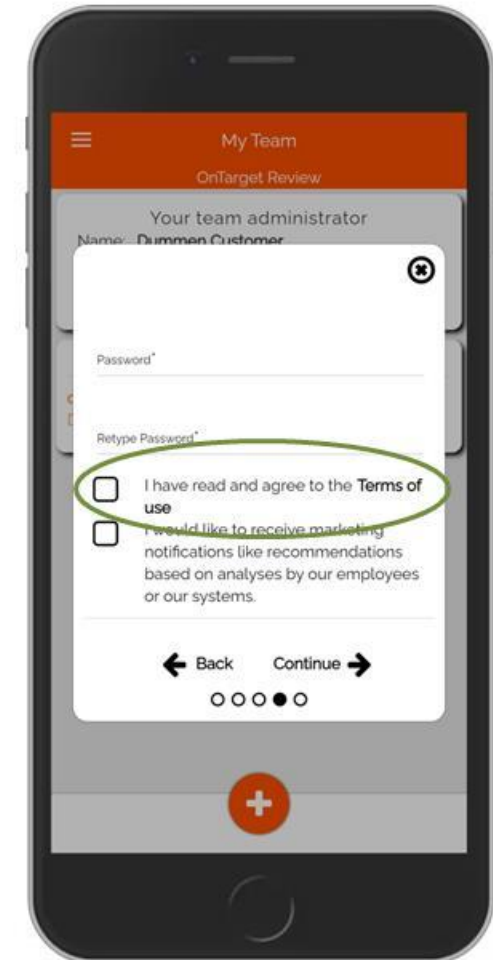 My Team
OnTarget Review
Your team administrator
Name: Dummen Customer
Password*
Retype Password*
I have read and agree to the Terms of
use
I would like to receive marketing
notifications like recommendations
based on analyses by our employees
or our systems.
Back Continue